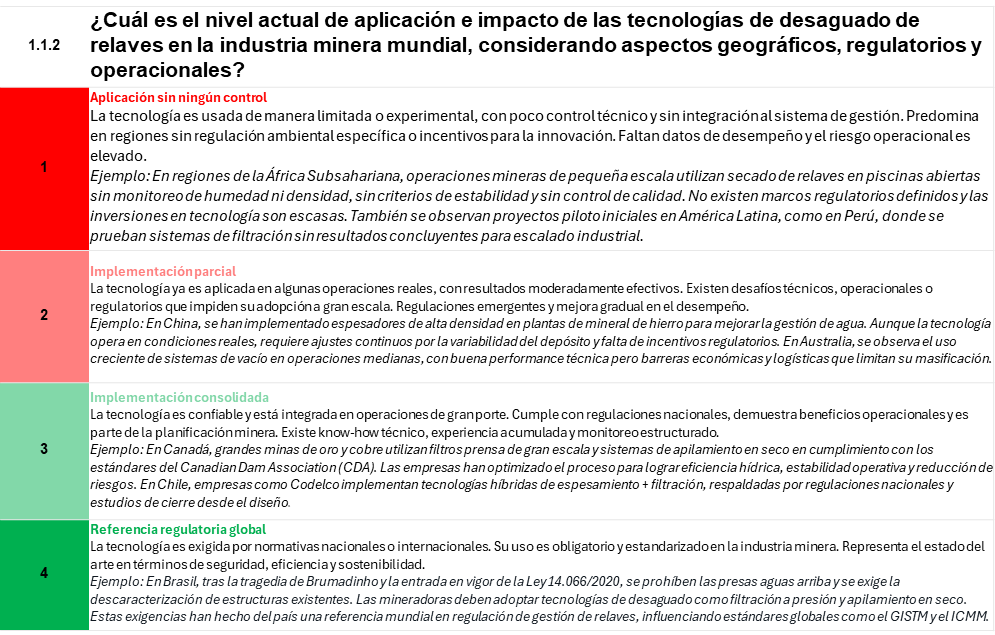 1.1.2
¿Cuál es el nivel actual de aplicación e impacto de las tecnologías de desaguado de
relaves en la industria minera mundial, considerando aspectos geográficos, regulatorios y
operacionales?
1
Aplicación sin ningún control
La tecnología es usada de manera limitada o experimental, con poco control técnico y sin integración al sistema de gestión. Predomina
en regiones sin regulación ambiental específica o incentivos para la innovación. Faltan datos de desempeño y el riesgo operacional es
elevado.
Ejemplo: En regiones de la África Subsahariana, operaciones mineras de pequeña escala utilizan secado de relaves en piscinas abiertas
sin monitoreo de humedad ni densidad, sin criterios de estabilidad y sin control de calidad. No existen marcos regulatorios definidos y las
inversiones en tecnología son escasas. También se observan proyectos piloto iniciales en América Latina, como en Perú, donde se
prueban sistemas de filtración sin resultados concluyentes para escalado industrial.
2
Implementación parcial
La tecnología ya es aplicada en algunas operaciones reales, con resultados moderadamente efectivos. Existen desafíos técnicos, operacionales o
regulatorios que impiden su adopción a gran escala. Regulaciones emergentes y mejora gradual en el desempeño.
Ejemplo: En China, se han implementado espesadores de alta densidad en plantas de mineral de hierro para mejorar la gestión de agua. Aunque la tecnología
opera en condiciones reales, requiere ajustes continuos por la variabilidad del depósito y falta de incentivos regulatorios. En Australia, se observa el uso
creciente de sistemas de vacío en operaciones medianas, con buena performance técnica pero barreras económicas y logísticas que limitan su masificación.
3
Implementación consolidada
La tecnología es confiable y está integrada en operaciones de gran porte. Cumple con regulaciones nacionales, demuestra beneficios operacionales y es
parte de la planificación minera. Existe know-how técnico, experiencia acumulada y monitoreo estructurado.
Ejemplo: En Canadá, grandes minas de oro y cobre utilizan filtros prensa de gran escala y sistemas de apilamiento en seco en cumplimiento con los
estándares del Canadian Dam Association (CDA). Las empresas han optimizado el proceso para lograr eficiencia hídrica, estabilidad operativa y reducción de
riesgos. En Chile, empresas como Codelco implementan tecnologías híbridas de espesamiento + filtración, respaldadas por regulaciones nacionales y
estudios de cierre desde el diseño.
4
Referencia regulatoria global
La tecnología es exigida por normativas nacionales o internacionales. Su uso es obligatorio y estandarizado en la industria minera. Representa el estado del
arte en términos de seguridad, eficiencia y sostenibilidad.
Ejemplo: En Brasil, tras la tragedia de Brumadinho y la entrada en vigor de la Ley 14.066/2020, se prohíben las presas aguas arriba y se exige la
descaracterización de estructuras existentes. Las mineradoras deben adoptar tecnologías de desaguado como filtración a presión y apilamiento en seco.
Estas exigencias han hecho del país una referencia mundial en regulación de gestión de relaves, influenciando estándares globales como el GISTM y el ICMM.